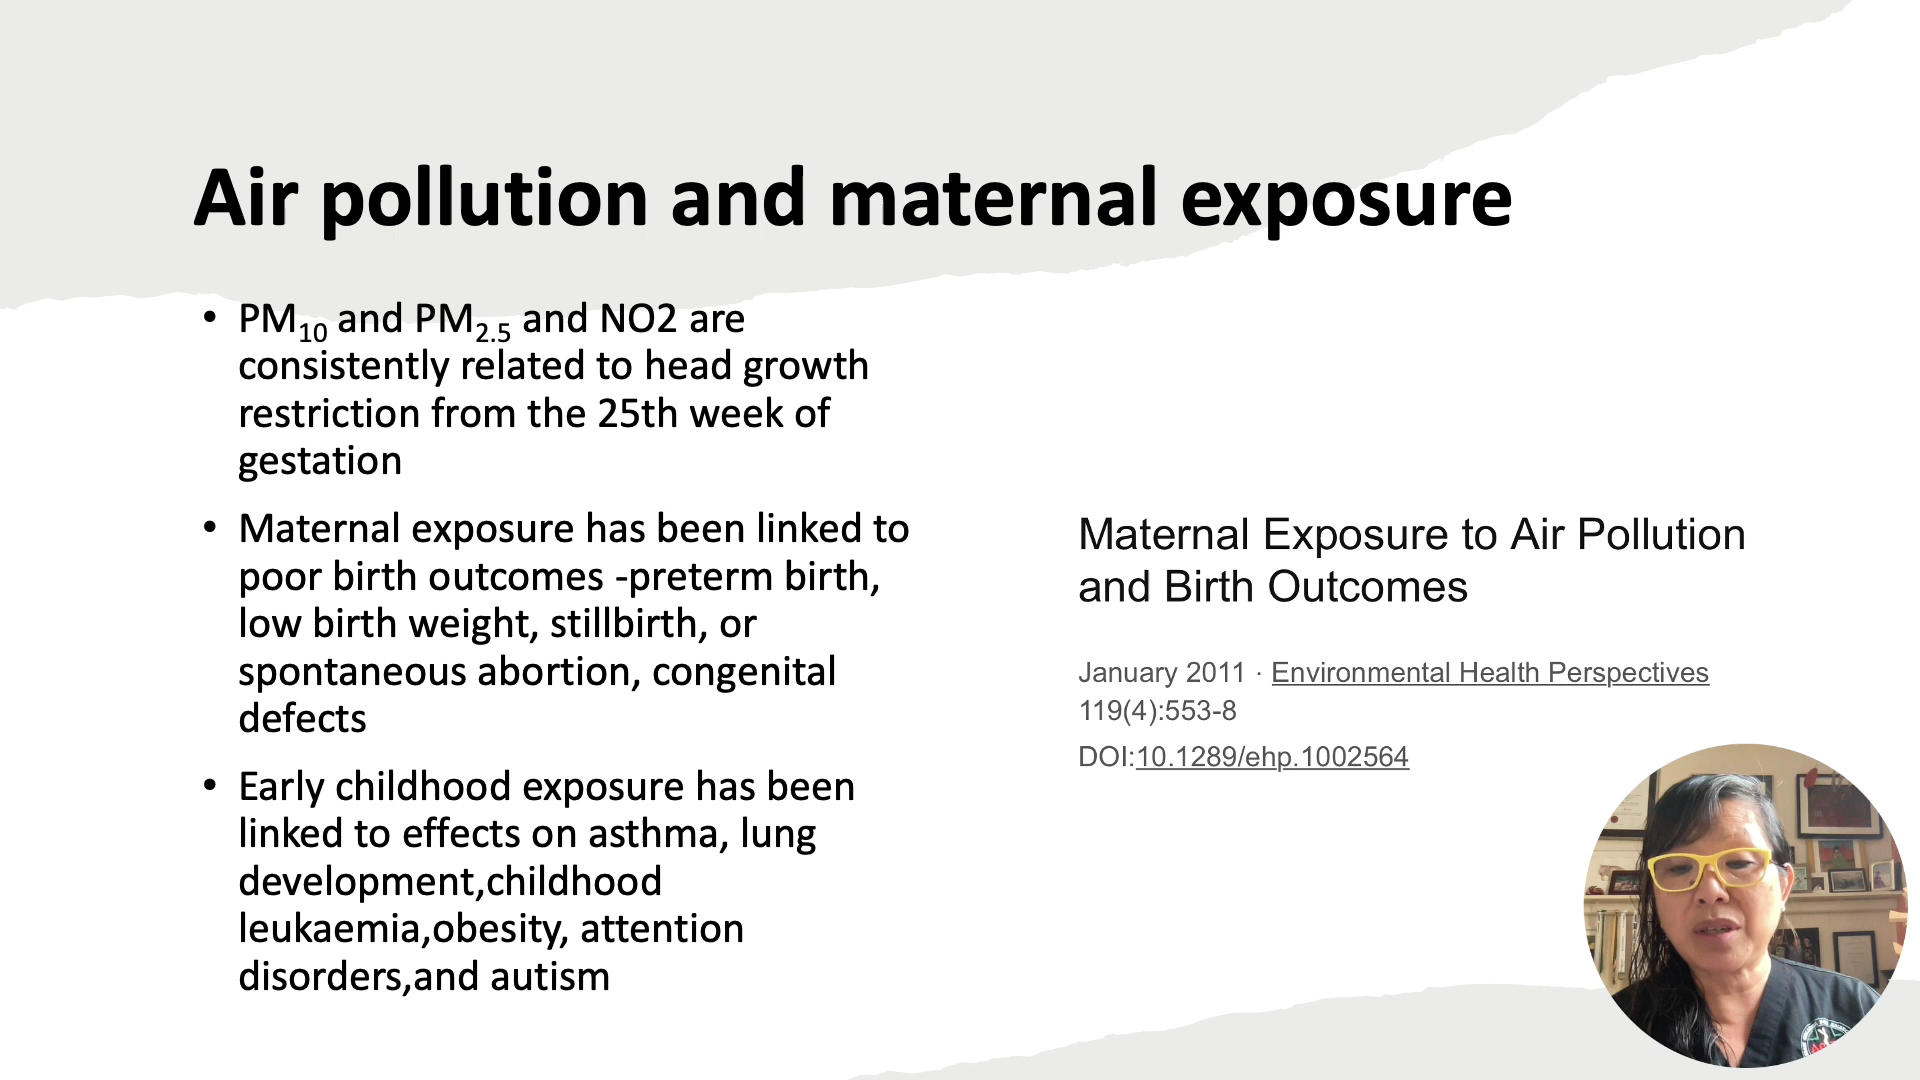 Air pollution and maternal exposure
• PM10 and PM2.5 and NO2 are
consistently related to head growth
restriction from the 25th week of
gestation
• Maternal exposure has been linked to
poor birth outcomes -preterm birth,
low birth weight, stillbirth, or
spontaneous abortion, congenital
defects
• Early childhood exposure has been
linked to effects on asthma, lung
development,childhood
leukaemia,obesity, attention
disorders,and autism
Maternal Exposure to Air Pollution
and Birth Outcomes
January 2011 · Environmental Health Perspectives
119(4):553-8
DOI:10.1289/ehp.1002564